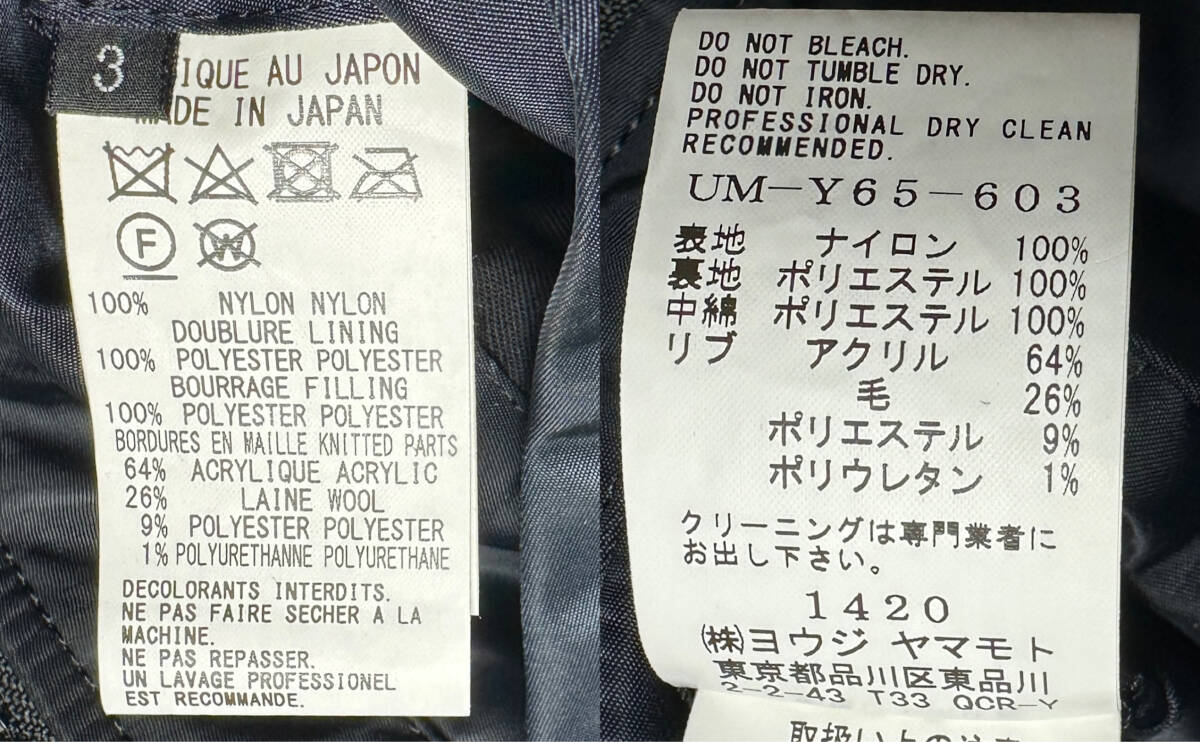 3
IQUE AU JAPON
MADE IN JAPAN
F
W
100% NYLON NYLON
DOUBLURE LINING
100% POLYESTER POLYESTER
BOURRAGE FILLING
100% POLYESTER POLYESTER
BORDURES EN MAILLE KNITTED PARTS
64% ACRYLIQUE ACRYLIC
26% LAINE WOOL
9% POLYESTER POLYESTER
1% POLYURETHANNE POLYURETHANE
DECOLORANTS INTERDITS.
NE PAS FAIRE SECHER A LA
MACHINE.
NE PAS REPASSER.
UN LAVAGE PROFESSIONEL
EST RECOMMANDE.
DO NOT BLEACH.
DO NOT TUMBLE DRY.
DO NOT IRON.
PROFESSIONAL DRY CLEAN
RECOMMENDED.
UM-Y65-603
表地 ナイロン 100%
裏地 ポリエステル 100%
中綿 ポリエステル 100%
リブ アクリル 64%
毛 26%
ポリエステル 9%
ポリウレタン 1%
クリーニングは専門業者に
お出し下さい。
1420
(株)ヨウジ ヤマモト
東京都品川区東品川
2-2-43 T33 QCR-Y
取扱い上の注意